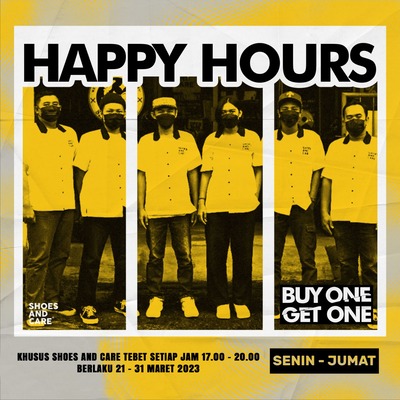 HAPPY HOURS
SHOES
AND
CARE
BUY ONE
GET ONE
KHUSUS SHOES AND CARE TEBET SETIAP JAM 17.00 - 20.00
BERLAKU 21 - 31 MARET 2023
SENIN - JUMAT